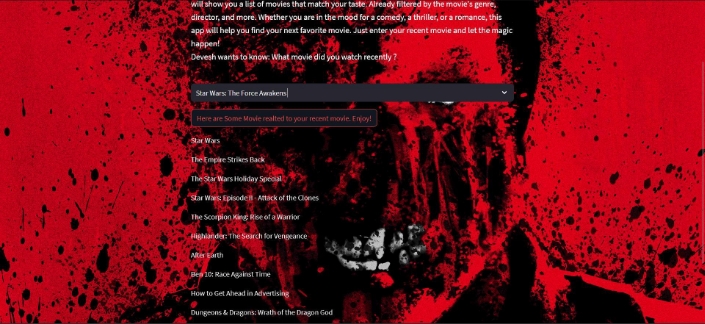 will show you a list of movies that match your taste. Already filtered by the movie's genre,
director, and more. Whether you are in the mood for a comedy, a thriller, or a romance, this
app will help you find your next favorite movie. Just enter your recent movie and let the magic
happen!
Devesh wants to know: What movie did you watch recently ?
Star Wars: The Force Awakens
Here are Some Movie realted to your recent movie. Enjoy!
Star Wars
The Empire Strikes Back
The Star Wars Holiday Special
Star Wars: Episode II - Attack of the Clones
The Scorpion King: Rise of a Warrior
Highlander: The Search for Vengeance
After Earth
Ben 10: Race Against Time
How to Get Ahead in Advertising
Dungeons & Dragons: Wrath of the Dragon God